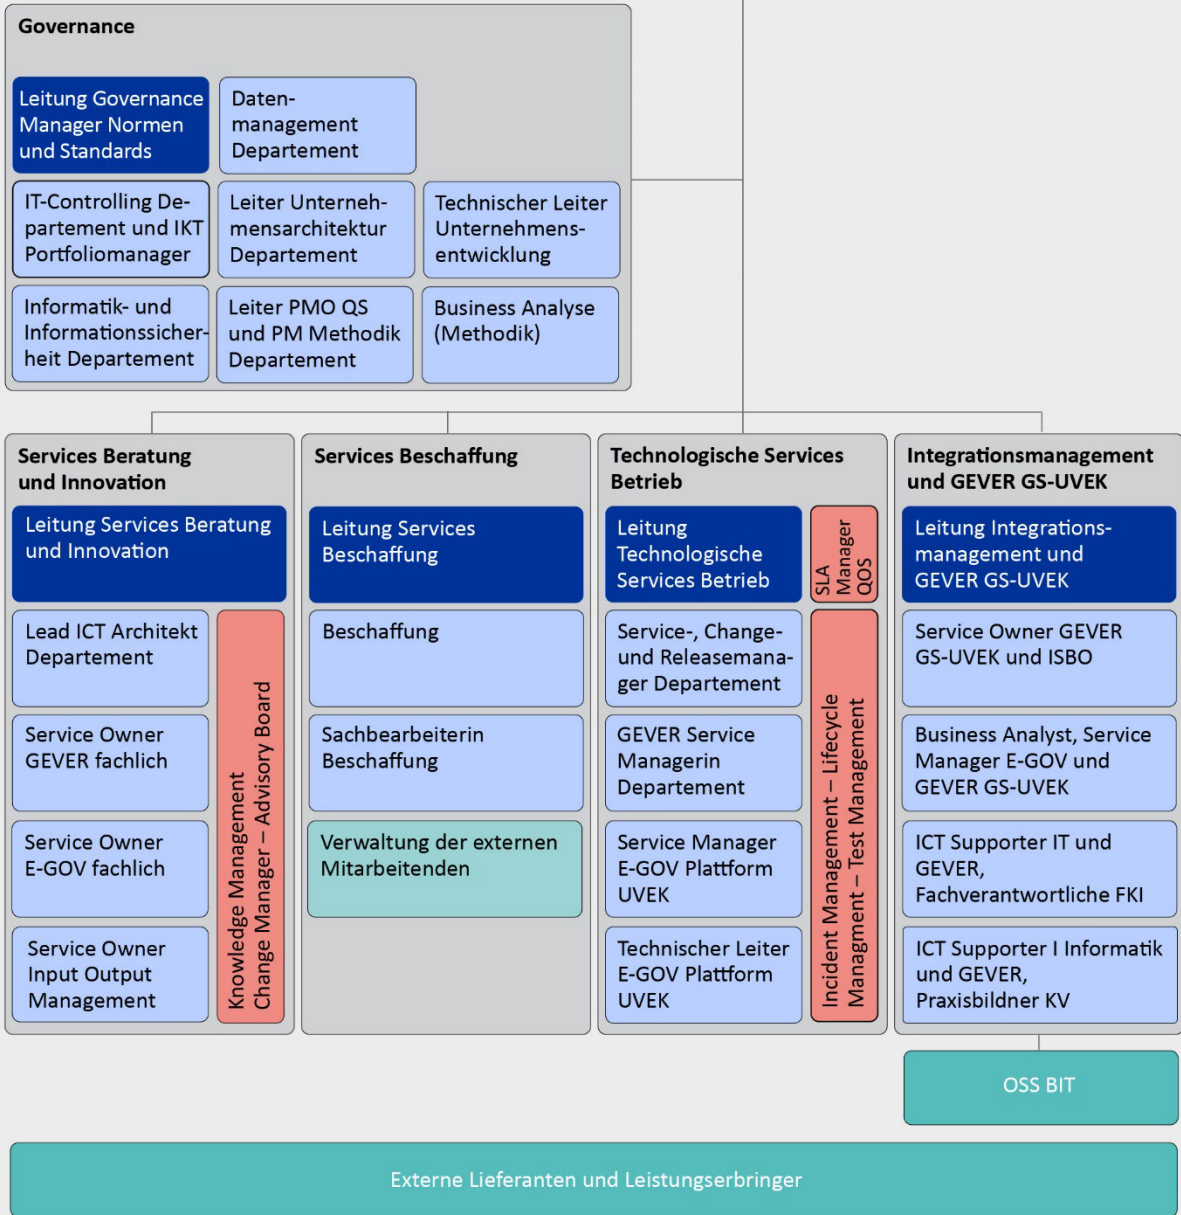 Governance
Leitung Governance
Manager Normen
und Standards
Daten-
management
Departement
IT-Controlling De-
partement und IKT
Portfoliomanager
Leiter Unterneh-
mensarchitektur
Departement
Technischer Leiter
Unternehmens-
entwicklung
Informatik- und
Informationssicher-
heit Departement
Leiter PMO QS
und PM Methodik
Departement
Business Analyse
(Methodik)
Services Beratung
und Innovation
Leitung Services Beratung
und Innovation
Lead ICT Architekt
Departement
Service Owner
GEVER fachlich
Service Owner
E-GOV fachlich
Service Owner
Input Output
Management
Knowledge Management
Change Manager – Advisory Board
Services Beschaffung
Leitung Services
Beschaffung
Beschaffung
Sachbearbeiterin
Beschaffung
Verwaltung der externen
Mitarbeitenden
Technologische Services
Betrieb
Leitung
Technologische
Services Betrieb
SLA
Manager
QOS
Service-, Change-
und Releasemana-
ger Departement
GEVER Service
Managerin
Departement
Service Manager
E-GOV Plattform
UVEK
Technischer Leiter
E-GOV Plattform
UVEK
Incident Management – Lifecycle
Managment – Test Management
Integrationsmanagement
und GEVER GS-UVEK
Leitung Integrations-
management und
GEVER GS-UVEK
Service Owner GEVER
GS-UVEK und ISBO
Business Analyst, Service
Manager E-GOV und
GEVER GS-UVEK
ICT Supporter IT und
GEVER,
Fachverantwortliche FKI
ICT Supporter I Informatik
und GEVER,
Praxisbildner KV
OSS BIT
Externe Lieferanten und Leistungserbringer